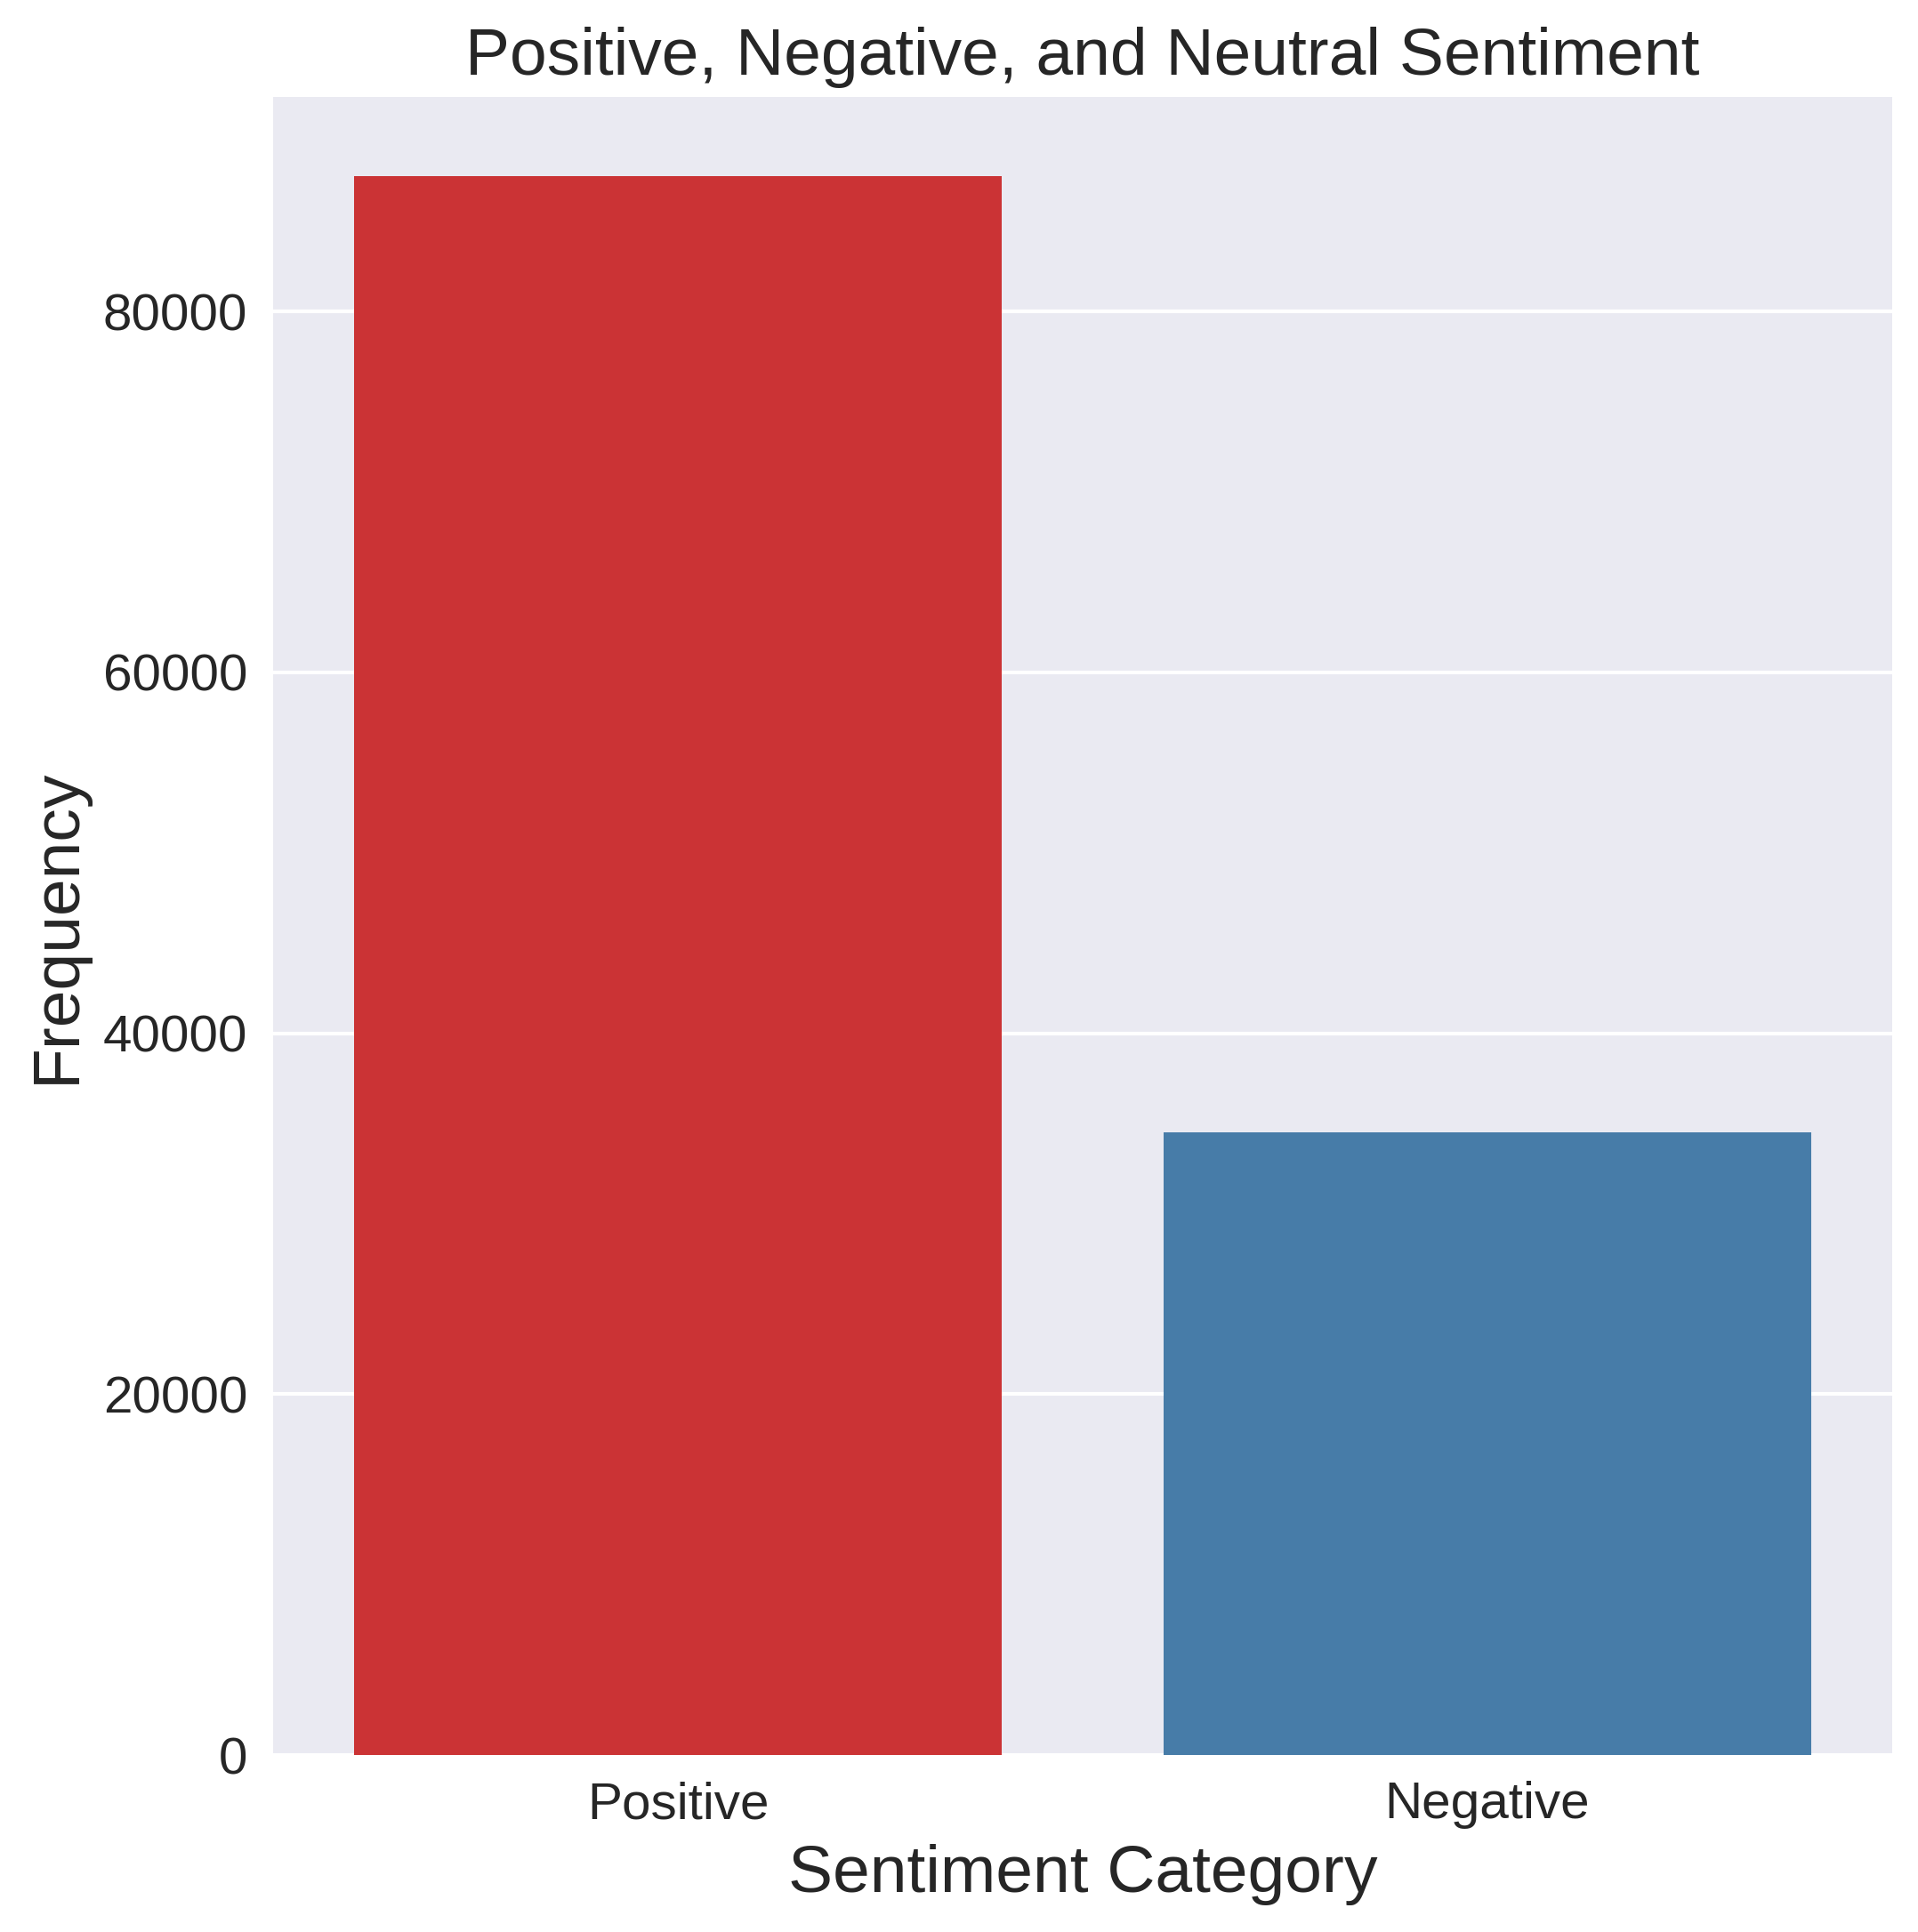 Positive, Negative, and Neutral Sentiment
80000
60000
40000
20000
0
Frequency
Positive
Negative
Sentiment Category